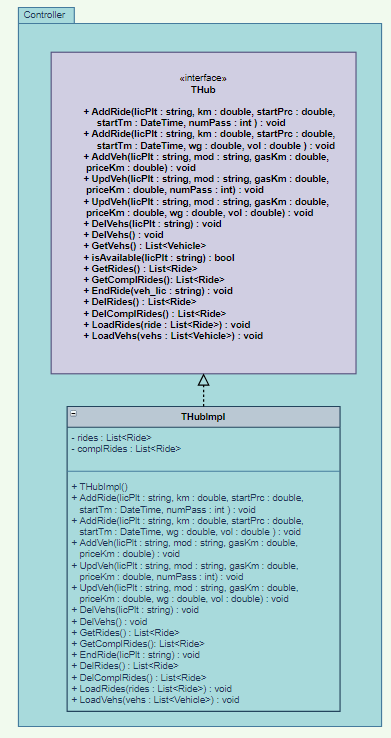 Controller
«interface»
THub
+ AddRide(licPlt : string, km : double, startPrc : double,
startTm : DateTime, numPass : int ) : void
+ AddRide(licPlt : string, km : double, startPrc : double,
startTm : DateTime, wg : double, vol : double ) : void
+ AddVeh(licPlt : string, mod : string, gasKm : double,
priceKm : double) : void
+ UpdVeh(licPlt : string, mod : string, gasKm : double,
priceKm : double, numPass : int) : void
+ UpdVeh(licPlt : string, mod : string, gasKm : double,
priceKm : double, wg : double, vol : double) : void
+ DelVehs(licPlt : string) : void
+ DelVehs() : void
+ GetVehs() : List<Vehicle>
+ isAvailable(licPlt : string) : bool
+ GetRides() : List<Ride>
+ GetComplRides() : List<Ride>
+ EndRide(veh_lic : string) : void
+ DelRides() : List<Ride>
+ DelComplRides() : List<Ride>
+ LoadRides(ride : List<Ride>) : void
+ LoadVehs(vehs : List<Vehicle>) : void
THubImpl
- rides : List<Ride>
- complRides : List<Ride>
+ THubImpl()
+ AddRide(licPlt : string, km : double, startPrc : double,
startTm : DateTime, numPass : int ) : void
+ AddRide(licPlt : string, km : double, startPrc : double,
startTm : DateTime, wg : double, vol : double ) : void
+ AddVeh(licPlt : string, mod : string, gasKm : double,
priceKm : double) : void
+ UpdVeh(licPlt : string, mod : string, gasKm : double,
priceKm : double, numPass : int) : void
+ UpdVeh(licPlt : string, mod : string, gasKm : double,
priceKm : double, wg : double, vol : double) : void
+ DelVehs(licPlt : string) : void
+ DelVehs() : void
+ GetRides() : List<Ride>
+ GetComplRides(): List<Ride>
+ EndRide(licPlt : string) : void
+ DelRides() : List<Ride>
+ DelComplRides() : List<Ride>
+ LoadRides(rides : List<Ride>) : void
+ LoadVehs(vehs : List<Vehicle>) : void